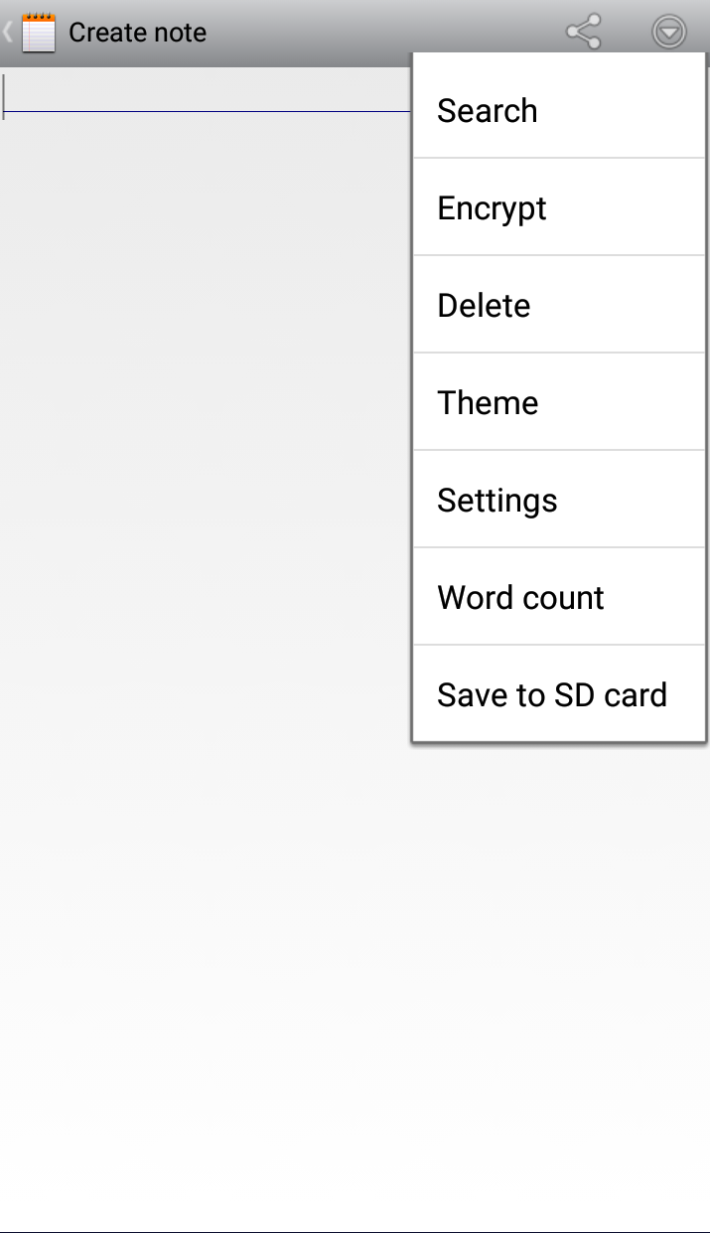 Create note
Search
Encrypt
Delete
Theme
Settings
Word count
Save to SD card